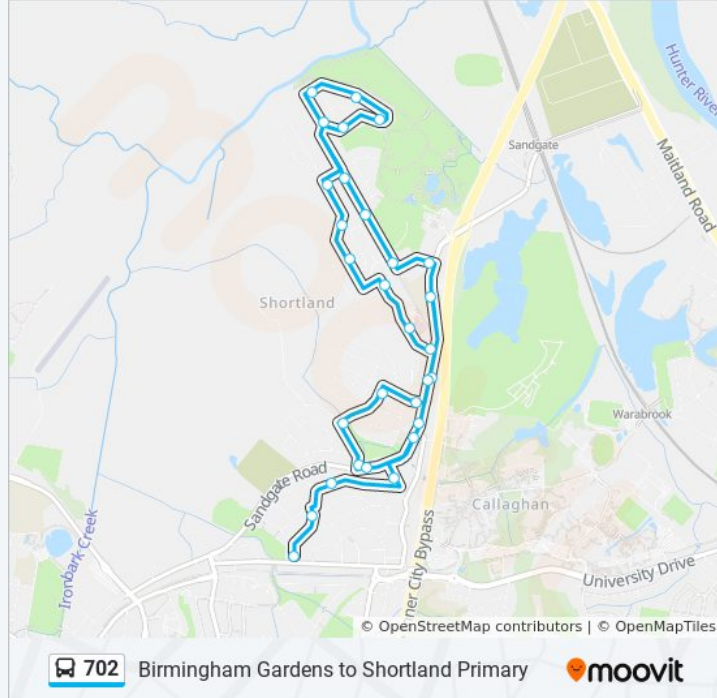 Hunter River
Sandgate
Maitland Road
Shortland
Warabrook
Sandgate Road
Callaghan
Ironbark Creek
ner City Bypass
University Drive
© OpenStreetMap contributors | © OpenMapTiles
702 Birmingham Gardens to Shortland Primary moovit